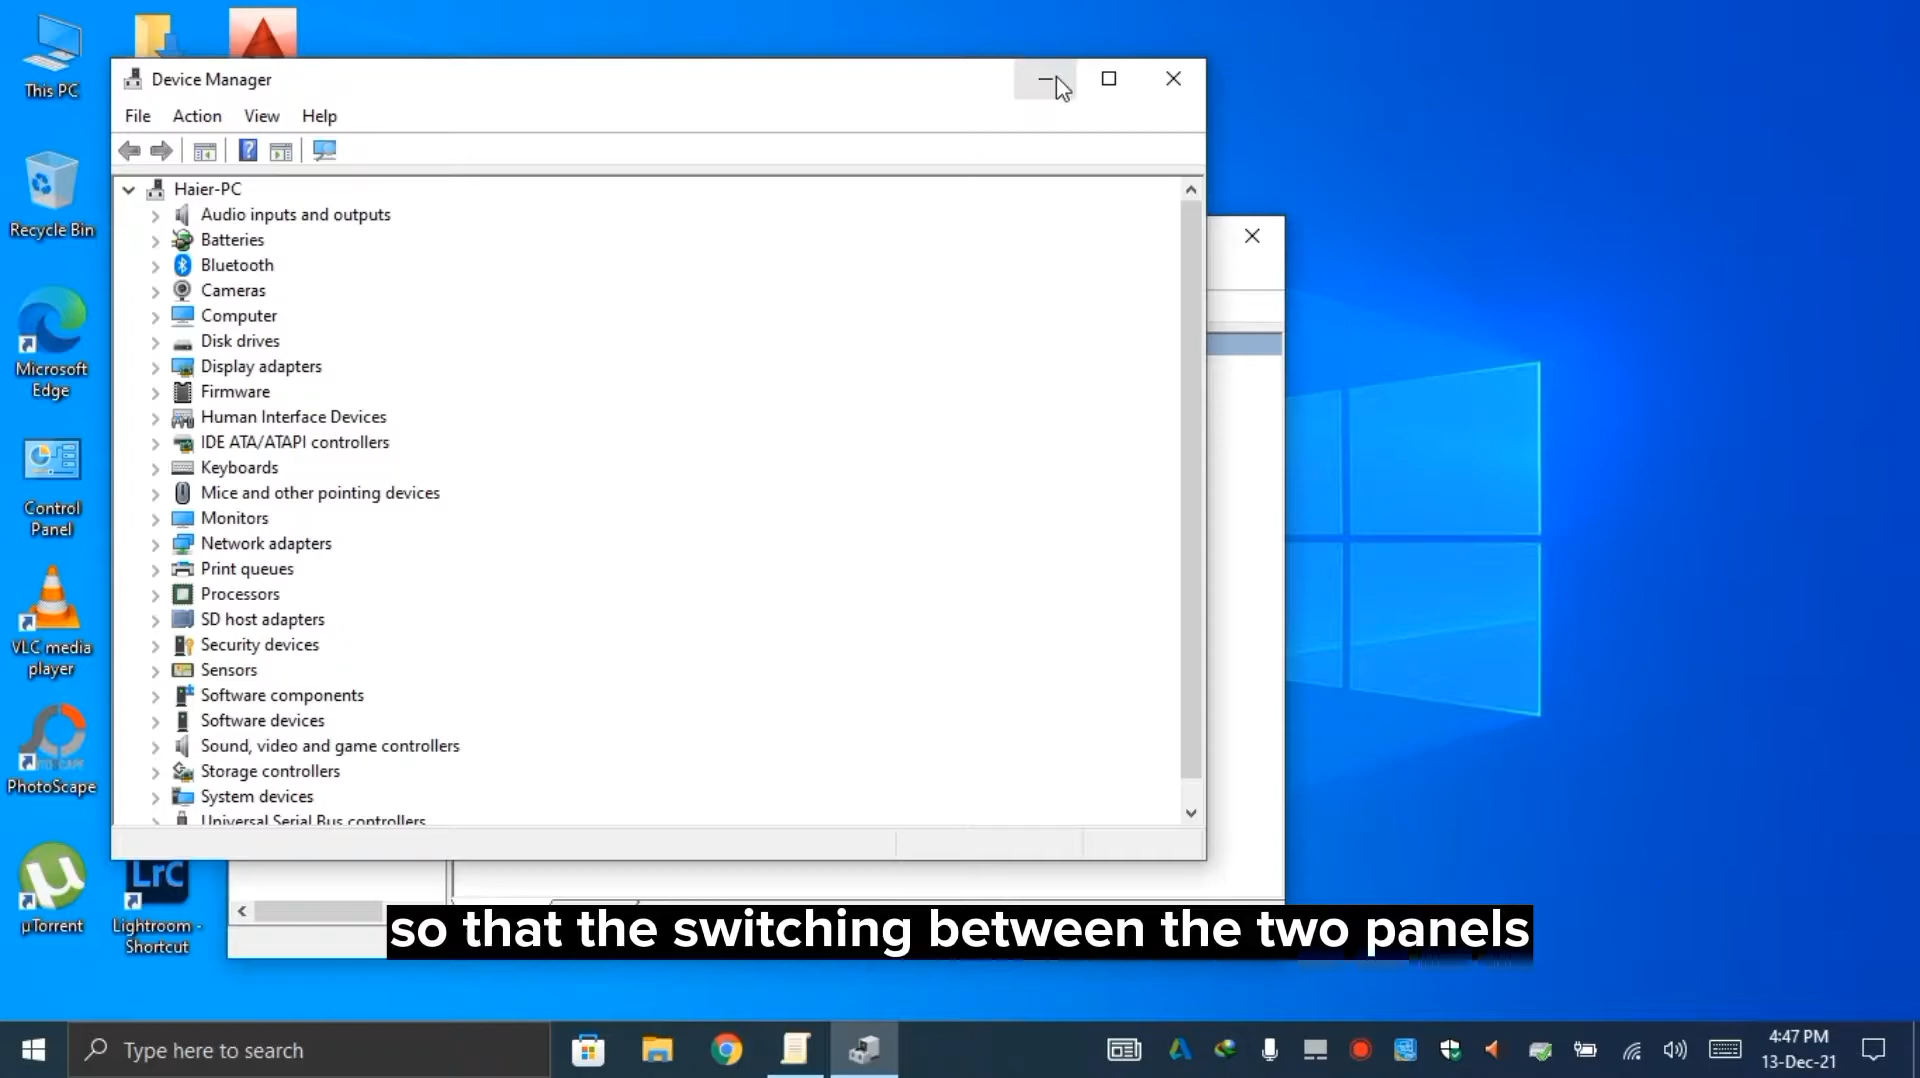 This PC
Recycle Bin
Microsoft
Edge
Control
Panel
VLC media
player
PhotoScape
µTorrent
LrC
Lightroom -
Shortcut
Device Manager
File Action View Help
Haier-PC
Audio inputs and outputs
Batteries
Bluetooth
Cameras
Computer
Disk drives
Display adapters
Firmware
Human Interface Devices
IDE ATA/ATAPI controllers
Keyboards
Mice and other pointing devices
Monitors
Network adapters
Print queues
Processors
SD host adapters
Security devices
Sensors
Software components
Software devices
Sound, video and game controllers
Storage controllers
System devices
Universal Serial Bus controllers
so that the switching between the two panels
Type here to search
4:47 PM
13-Dec-21